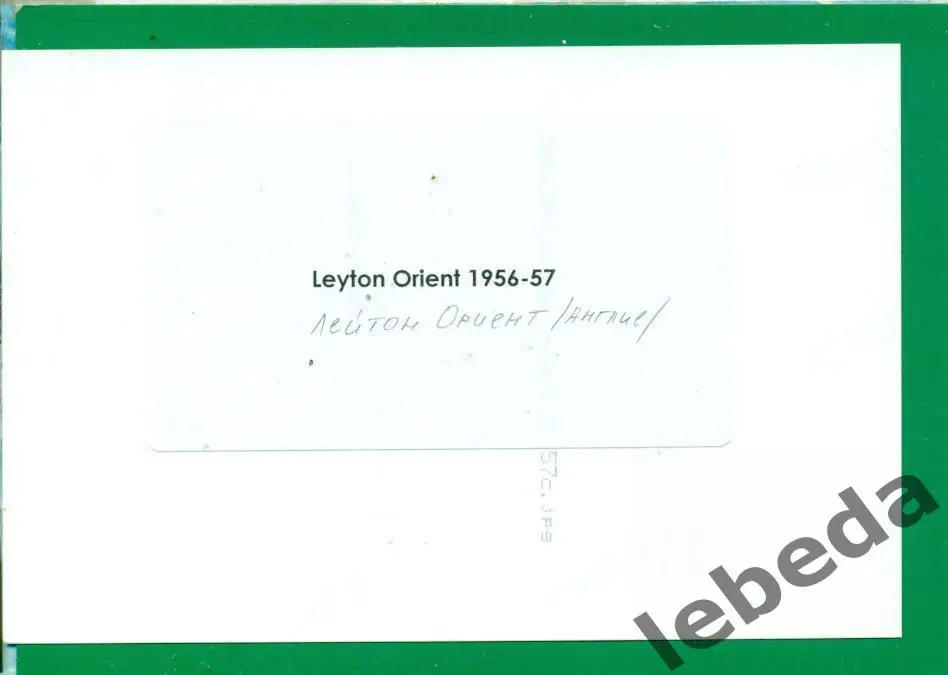 Leyton Orient 1956-57
Лейтон Ориент /Англия/
57c.jpg
lebeda